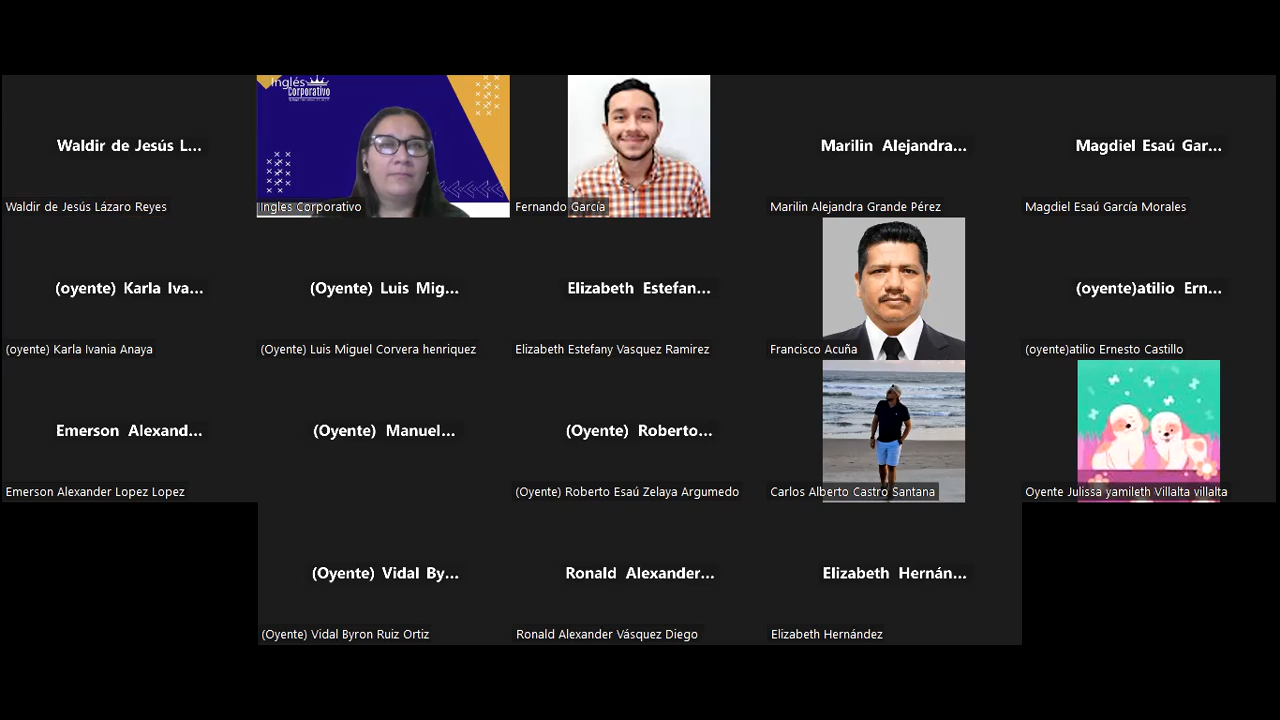 Inglés
Corporativo
Waldir de Jesús L...
Marilin Alejandra...
Magdiel Esaú Gar...
Waldir de Jesús Lázaro Reyes
Ingles Corporativo
Fernando García
Marilin Alejandra Grande Pérez
Magdiel Esaú García Morales
(oyente) Karla Iva...
(Oyente) Luis Mig...
Elizabeth Estefan...
(oyente)atilio Ern...
(oyente) Karla Ivania Anaya
(Oyente) Luis Miguel Corvera henriquez
Elizabeth Estefany Vasquez Ramirez
Francisco Acuña
(oyente)atilio Ernesto Castillo
Emerson Alexand...
(Oyente) Manuel...
(Oyente) Roberto...
Emerson Alexander Lopez Lopez
(Oyente) Roberto Esaú Zelaya Argumedo
Carlos Alberto Castro Santana
Oyente Julissa yamileth Villalta villalta
(Oyente) Vidal By...
Ronald Alexander...
Elizabeth Hernán...
(Oyente) Vidal Byron Ruiz Ortiz
Ronald Alexander Vásquez Diego
Elizabeth Hernández